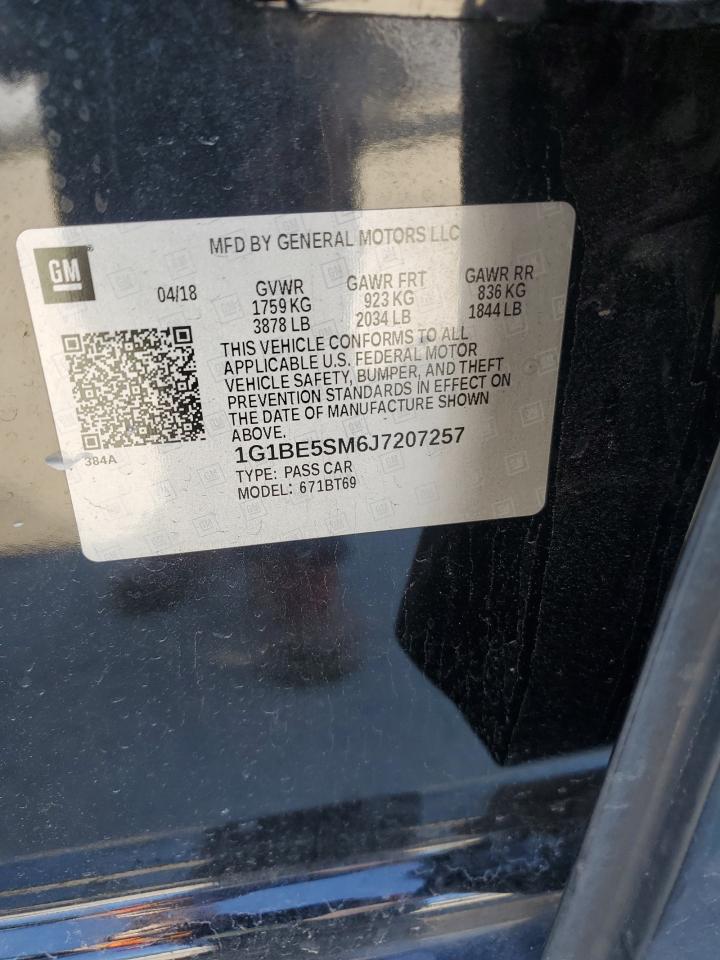 GM
MFD BY GENERAL MOTORS LLC
04/18
GVWR
1759 KG
3878 LB
GAWR FRT
923 KG
2034 LB
GAWR RR
836 KG
1844 LB
THIS VEHICLE CONFORMS TO ALL
APPLICABLE U.S. FEDERAL MOTOR
VEHICLE SAFETY, BUMPER, AND THEFT
PREVENTION STANDARDS IN EFFECT ON
THE DATE OF MANUFACTURE SHOWN
ABOVE.
384A
1G1BE5SM6J7207257
TYPE: PASS CAR
MODEL: 671BT69